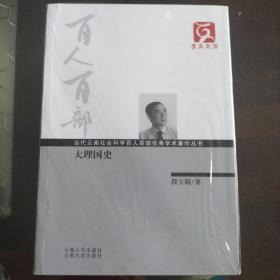 百人百部
当代云南社会科学百人百部优秀学术著作丛书
大理国史
段玉明/著
云南人民出版社
云南大学出版社